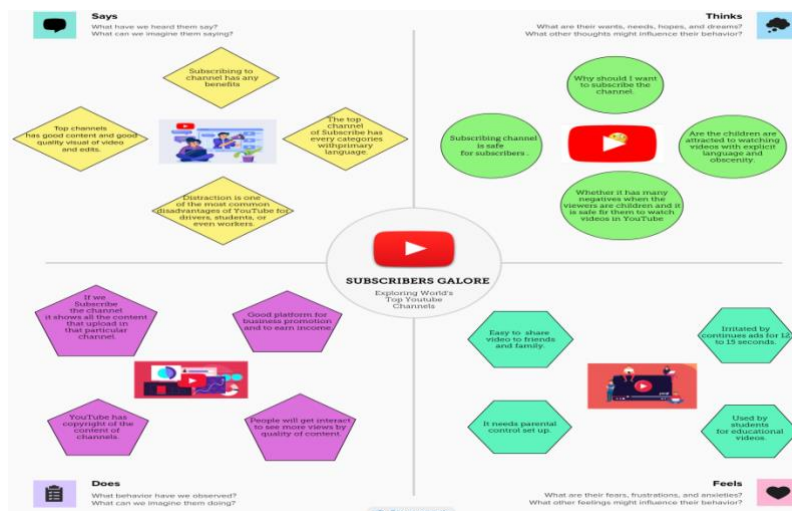 Says
What have we heard them say?
What can we imagine them saying?
Thinks
What are their wants, needs, hopes, and dreams?
What other thoughts might influence their behavior?
Subscribing to
channel has any
benefits
Top channels
has good content and good
quality visual of video
and edits.
The top
channel
of Subscribe has
every categories
withprimary
language.
Distraction is one
of the most common
disadvantages of YouTube for
drivers, students, or
even workers.
Why should I want
to subscribe the
channel.
Subscribing channel
is safe
for subscribers .
Are the children are
attracted to watching
videos with explicit
language and
obscenity.
Whether it has many
negatives when the
viewers are children and it
is safe for them to watch
videos in YouTube
SUBSCRIBERS GALORE
Exploring World's
Top Youtube
Channels
If we
Subscribe
the channel
it shows all the content
that upload in
that particular
channel.
Good platform for
business promotion
and to earn income.
YouTube has
copyright of the
content of
channels.
People will get interact
to see more views by
quality of content.
Easy to share
video to friends
and family.
Irritated by
continues ads for 12
to 15 seconds.
It needs parental
control set up.
Used by
students
for educational
videos.
Does
What behavior have we observed?
What can we imagine them doing?
Feels
What are their fears, frustrations, and anxieties?
What other feelings might influence their behavior?